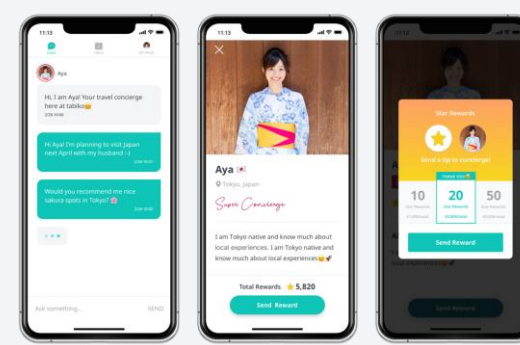 11:13
Aya
Hi, I am Aya! Your travel concierge
here at tabiko😄
Hi Aya! I'm planning to visit Japan
next April with my husband :-)
Would you recommend me nice
sakura spots in Tokyo? 🌸
Ask something...
SEND
11:13
Aya 🇯🇵
Tokyo, Japan
Super Concierge
I am Tokyo native and know much about
local experiences. I am Tokyo native and
know much about local experiences😄🚀
Total Rewards ⭐ 5,820
Send Reward
11:13
Star Rewards
Send a tip to concierge!
10
20
50
Star Rewards
Star Rewards
Star Rewards
Send Reward
Send Reward